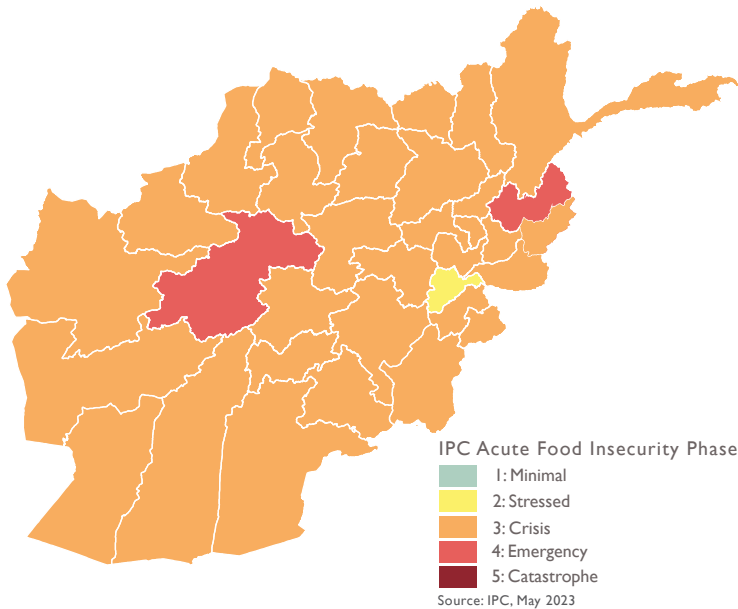 IPC Acute Food Insecurity Phase
1: Minimal
2: Stressed
3: Crisis
4: Emergency
5: Catastrophe
Source: IPC, May 2023